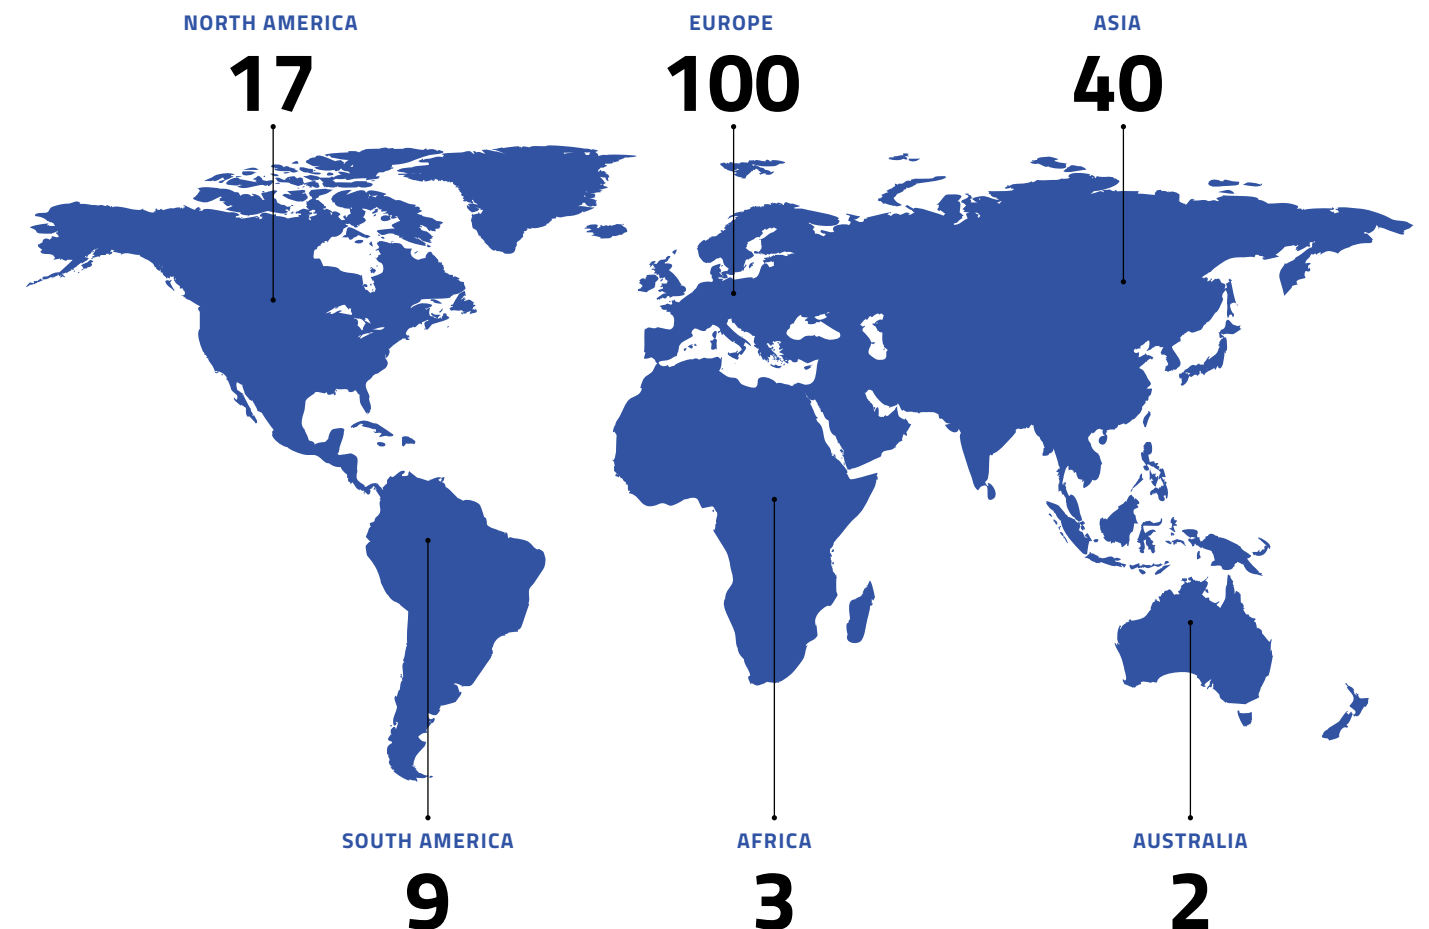 NORTH AMERICA
17
EUROPE
100
ASIA
40
SOUTH AMERICA
9
AFRICA
3
AUSTRALIA
2